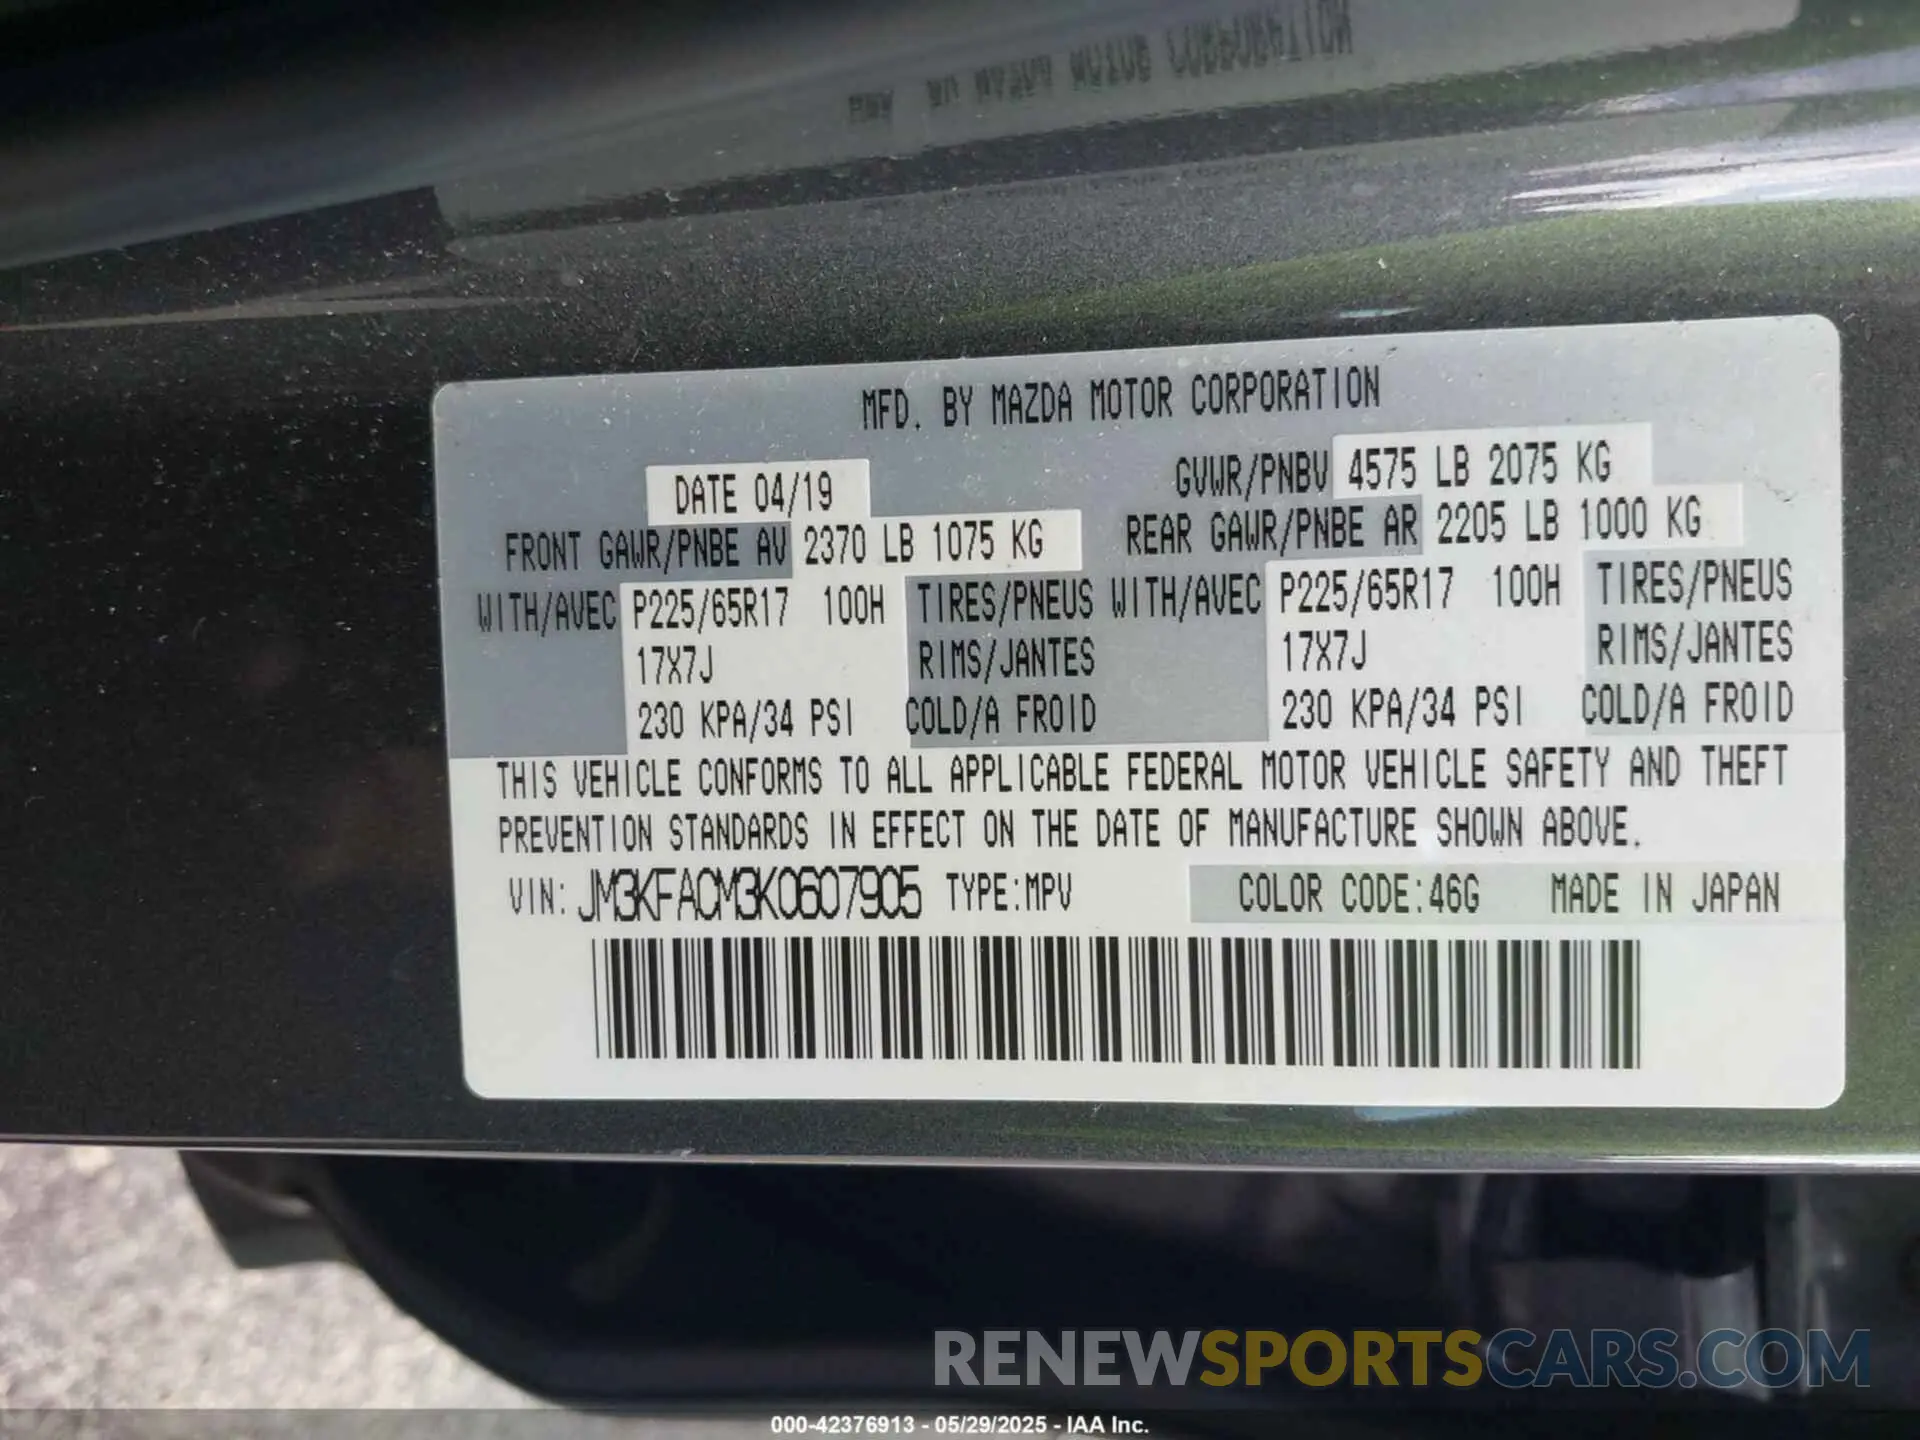 MFD. BY MAZDA MOTOR CORPORATION
DATE 04/19 GVWR/PNBV 4575 LB 2075 KG
FRONT GAWR/PNBE AV 2370 LB 1075 KG REAR GAWR/PNBE AR 2205 LB 1000 KG
WITH/AVEC P225/65R17 100H TIRES/PNEUS WITH/AVEC P225/65R17 100H TIRES/PNEUS
17X7J RIMS/JANTES 17X7J RIMS/JANTES
230 KPA/34 PSI COLD/A FROID 230 KPA/34 PSI COLD/A FROID
THIS VEHICLE CONFORMS TO ALL APPLICABLE FEDERAL MOTOR VEHICLE SAFETY AND THEFT
PREVENTION STANDARDS IN EFFECT ON THE DATE OF MANUFACTURE SHOWN ABOVE.
VIN: JM3KFACM3K0607905 TYPE:MPV COLOR CODE:46G MADE IN JAPAN
RENEWSPORTSCARS.COM
000-42376913 - 05/29/2025 - IAA Inc.